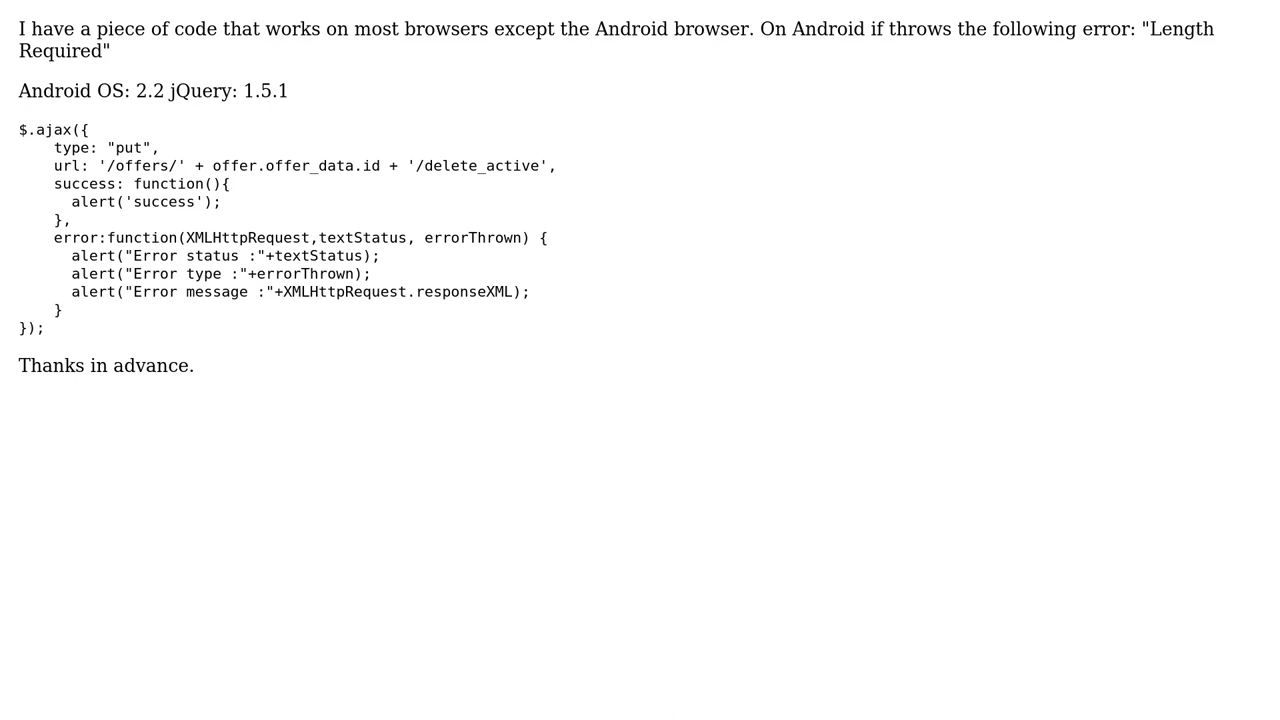 I have a piece of code that works on most browsers except the Android browser. On Android if throws the following error: "Length
Required"
Android OS: 2.2 jQuery: 1.5.1
$.ajax({
    type: "put",
    url: '/offers/' + offer.offer_data.id + '/delete_active',
    success: function(){
      alert('success');
    },
    error:function(XMLHttpRequest,textStatus, errorThrown) {
      alert("Error status :"+textStatus);
      alert("Error type :"+errorThrown);
      alert("Error message :"+XMLHttpRequest.responseXML);
    }
});
Thanks in advance.